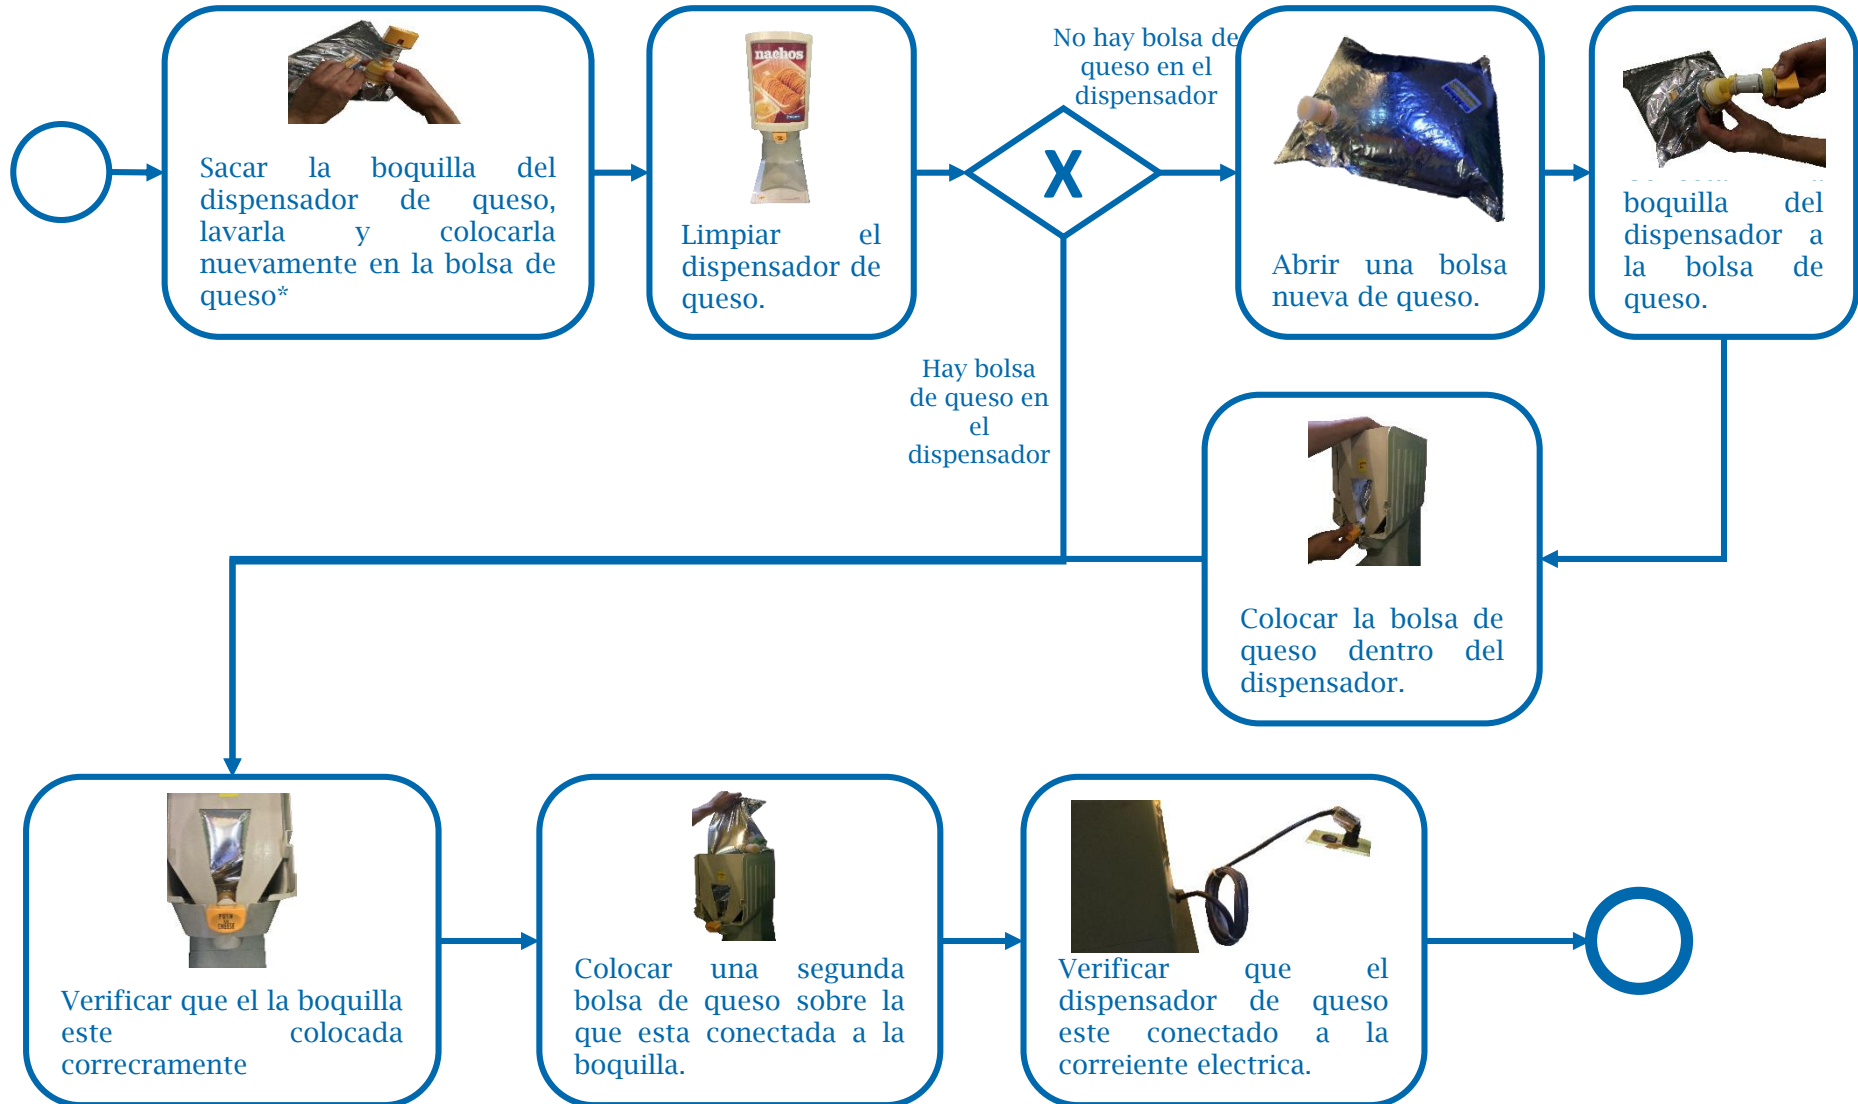 Sacar la boquilla del
dispensador de queso,
lavarla y colocarla
nuevamente en la bolsa de
queso*
nachos
Limpiar el
dispensador de
queso.
No hay bolsa de
queso en el
dispensador
X
Hay bolsa
de queso en
el
dispensador
Abrir una bolsa
nueva de queso.
boquilla del
dispensador a
la bolsa de
queso.
Colocar la bolsa de
queso dentro del
dispensador.
PUSH
CHEESE
Verificar que el la boquilla
este colocada
correcramente
Colocar una segunda
bolsa de queso sobre la
que esta conectada a la
boquilla.
Verificar que el
dispensador de queso
este conectado a la
correiente electrica.